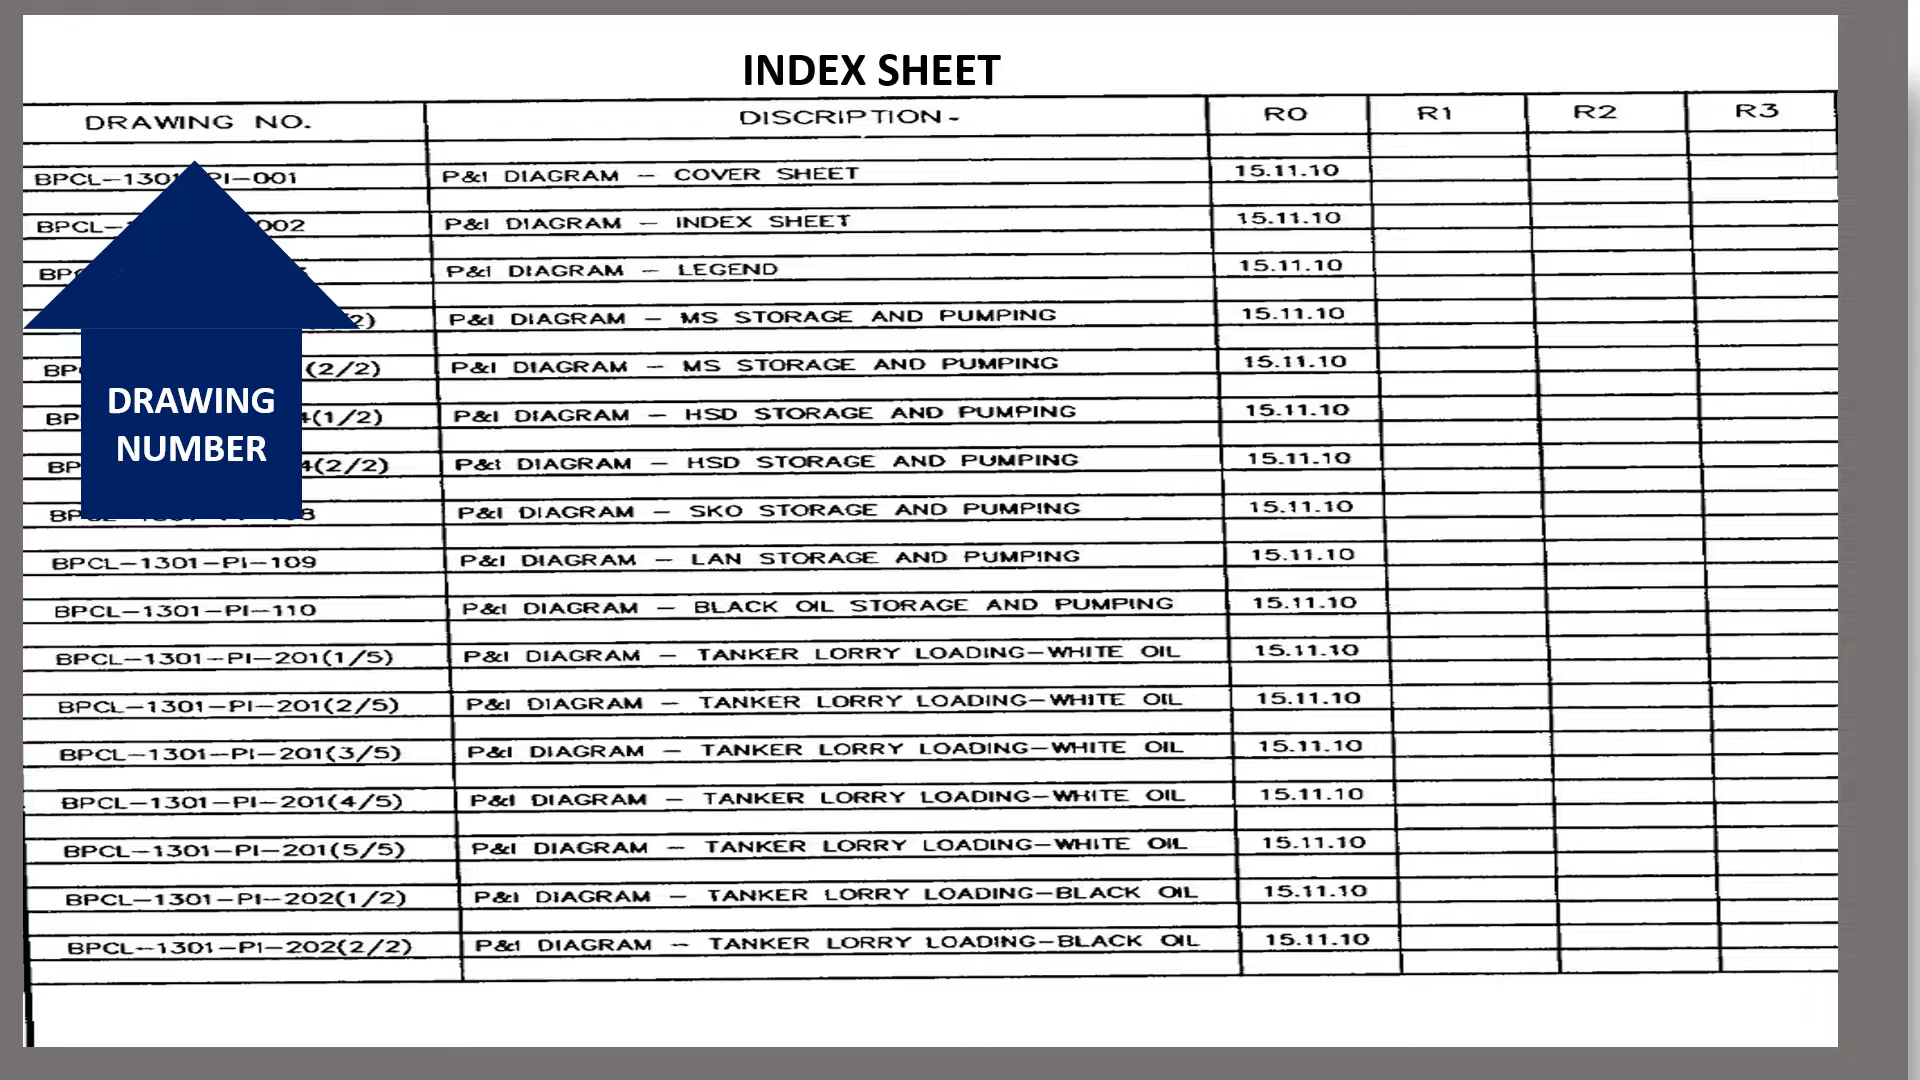 INDEX SHEET
DRAWING NO. DISCRIPTION- R0 R1 R2 R3
BPCL-1301 PI-001 P&I DIAGRAM - COVER SHEET 15.11.10
BPCL- 002 P&I DIAGRAM - INDEX SHEET 15.11.10
P&I DIAGRAM - LEGEND 15.11.10
2) P&I DIAGRAM - MS STORAGE AND PUMPING 15.11.10
BP (2/2) P&I DIAGRAM - MS STORAGE AND PUMPING 15.11.10
BP (1/2) P&I DIAGRAM - HSD STORAGE AND PUMPING 15.11.10
BP 4(2/2) P&I DIAGRAM - HSD STORAGE AND PUMPING 15.11.10
P&I DIAGRAM - SKO STORAGE AND PUMPING 15.11.10
BPCL-1301-PI-109 P&I DIAGRAM - LAN STORAGE AND PUMPING 15.11.10
BPCL-1301-PI-110 P&I DIAGRAM - BLACK OIL STORAGE AND PUMPING 15.11.10
BPCL-1301-PI-201(1/5) P&I DIAGRAM - TANKER LORRY LOADING-WHITE OIL 15.11.10
BPCL-1301-PI-201(2/5) P&I DIAGRAM - TANKER LORRY LOADING-WHITE OIL 15.11.10
BPCL-1301-PI-201(3/5) P&I DIAGRAM - TANKER LORRY LOADING-WHITE OIL 15.11.10
BPCL-1301-PI-201(4/5) P&I DIAGRAM - TANKER LORRY LOADING-WHITE OIL 15.11.10
BPCL-1301-PI-201(5/5) P&I DIAGRAM - TANKER LORRY LOADING-WHITE OIL 15.11.10
BPCL-1301-PI-202(1/2) P&I DIAGRAM - TANKER LORRY LOADING-BLACK OIL 15.11.10
BPCL-1301-PI-202(2/2) P&I DIAGRAM - TANKER LORRY LOADING-BLACK OIL 15.11.10
DRAWING
NUMBER